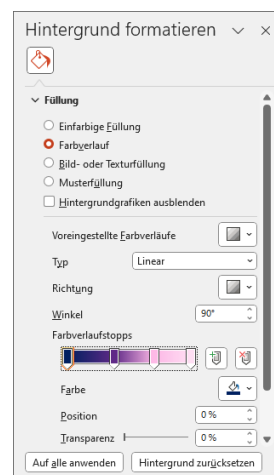 Hintergrund formatieren
Füllung
Einfarbige Füllung
Farbverlauf
Bild- oder Texturfüllung
Musterfüllung
Hintergrundgrafiken ausblenden
Voreingestellte Farbverläufe
Typ Linear
Richtung
Winkel 90°
Farbverlaufstopps
Farbe
Position 0 %
Transparenz 0 %
Auf alle anwenden Hintergrund zurücksetzen